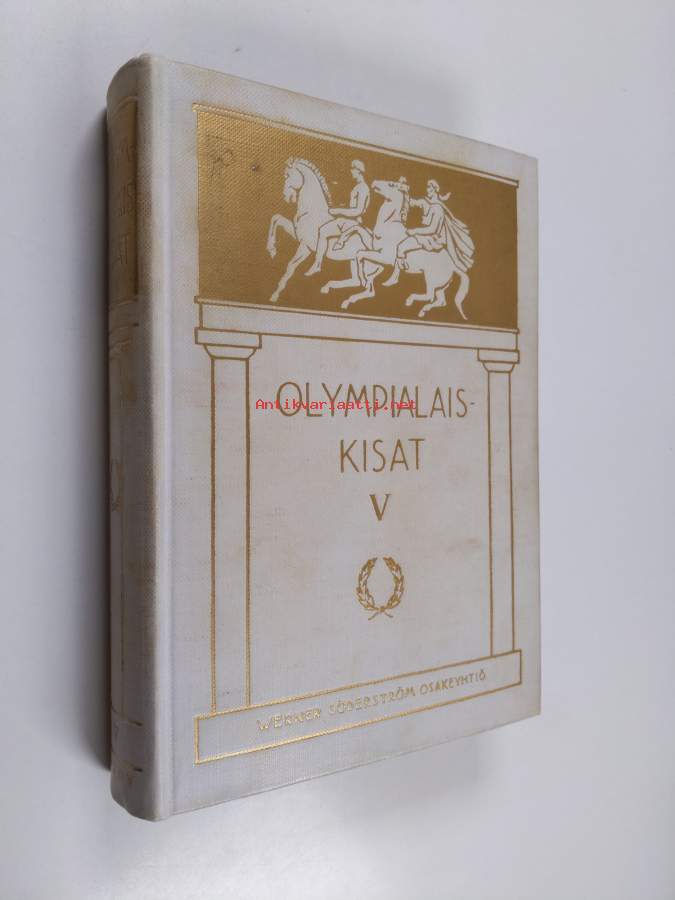 OLYMPIALAIS-
Antikvariaatti.net
KISAT
V
WERNER SÖDERSTRÖM OSAKEYHTIÖ